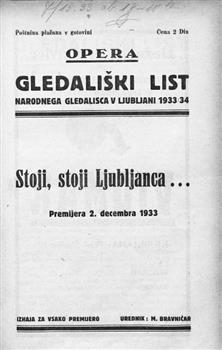 Poštnina plačana v gotovini Cena 2 Din
OPERA
GLEDALIŠKI LIST
NARODNEGA GLEDALIŠČA V LJUBLJANI 1933 34
Stoji, stoji Ljubljanca ...
Premijera 2. decembra 1933
IZHAJA ZA VSAKO PREMIJERO UREDNIK: M. BRAVNIČAR